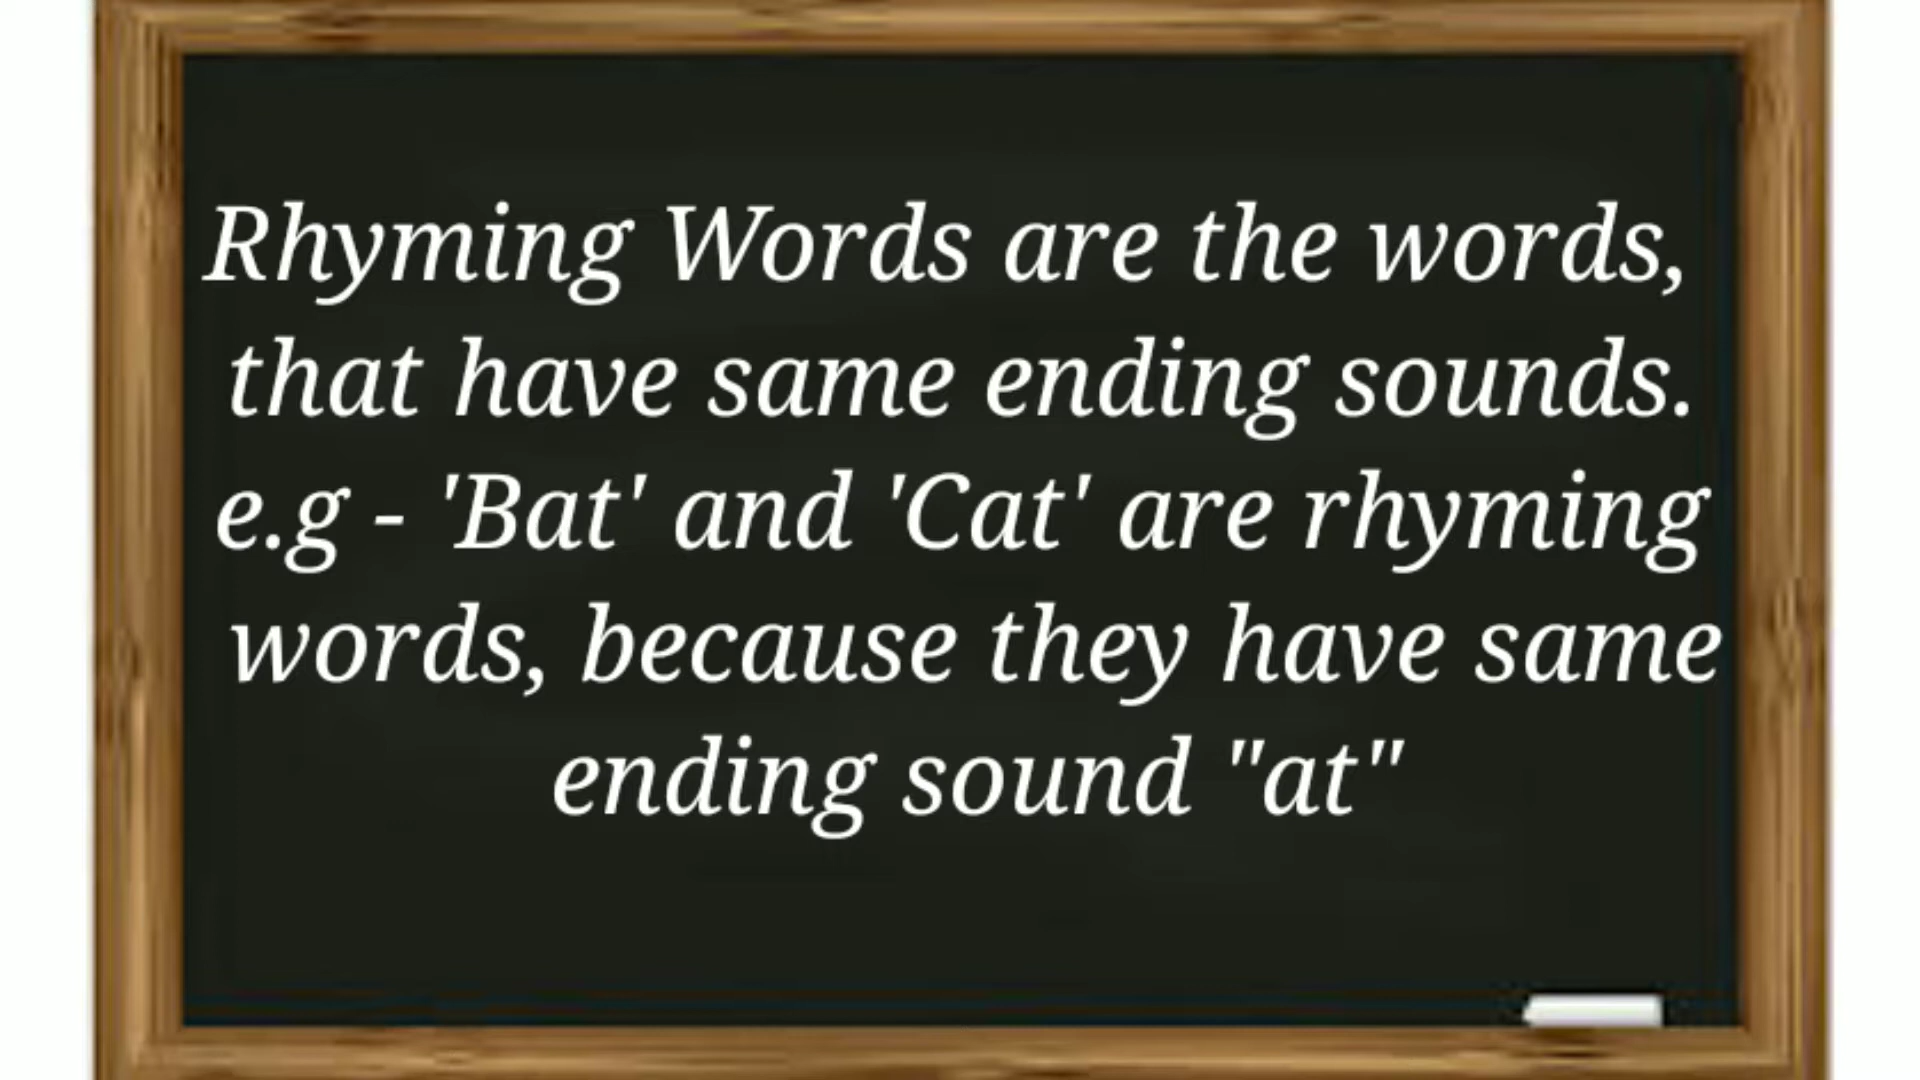 Rhyming Words are the words,
that have same ending sounds.
e.g - 'Bat' and 'Cat' are rhyming
words, because they have same
ending sound "at"